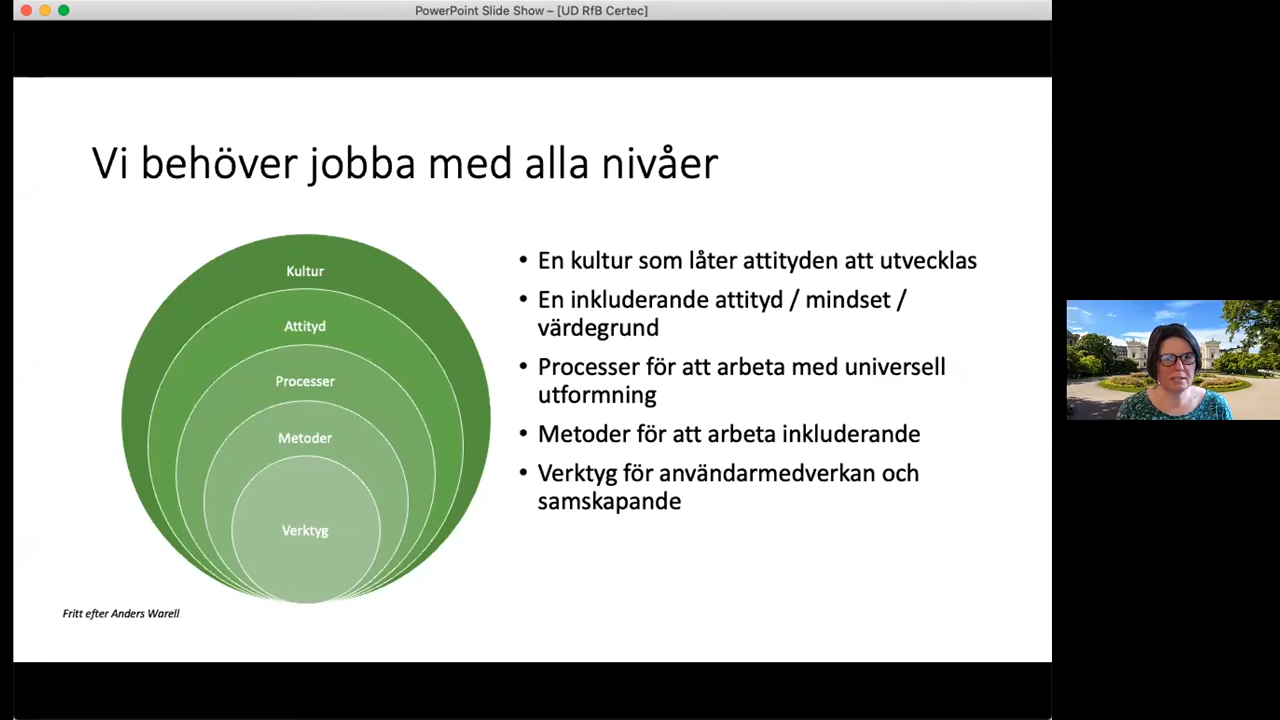 PowerPoint Slide Show – [UD RfB Certec]
Vi behöver jobba med alla nivåer
Kultur
Attityd
Processer
Metoder
Verktyg
• En kultur som låter attityden att utvecklas
• En inkluderande attityd / mindset /
värdegrund
• Processer för att arbeta med universell
utformning
• Metoder för att arbeta inkluderande
• Verktyg för användarmedverkan och
samskapande
Fritt efter Anders Warell